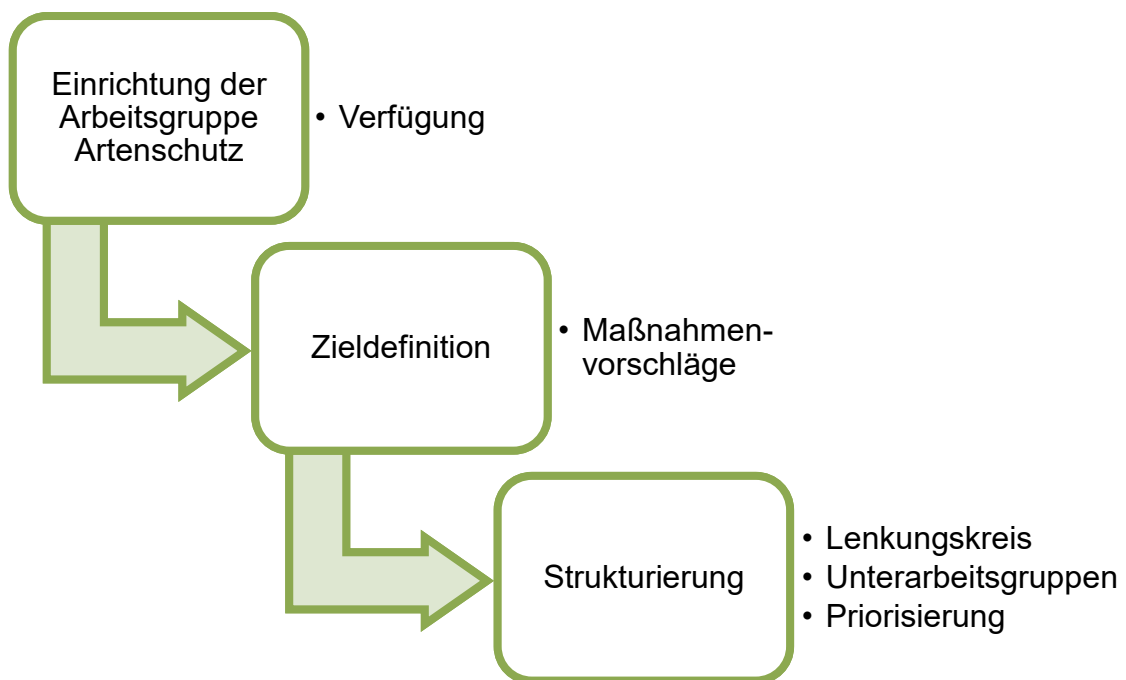 Einrichtung der
Arbeitsgruppe
Artenschutz
• Verfügung
Zieldefinition
• Maßnahmen-
vorschläge
Strukturierung
• Lenkungskreis
• Unterarbeitsgruppen
• Priorisierung